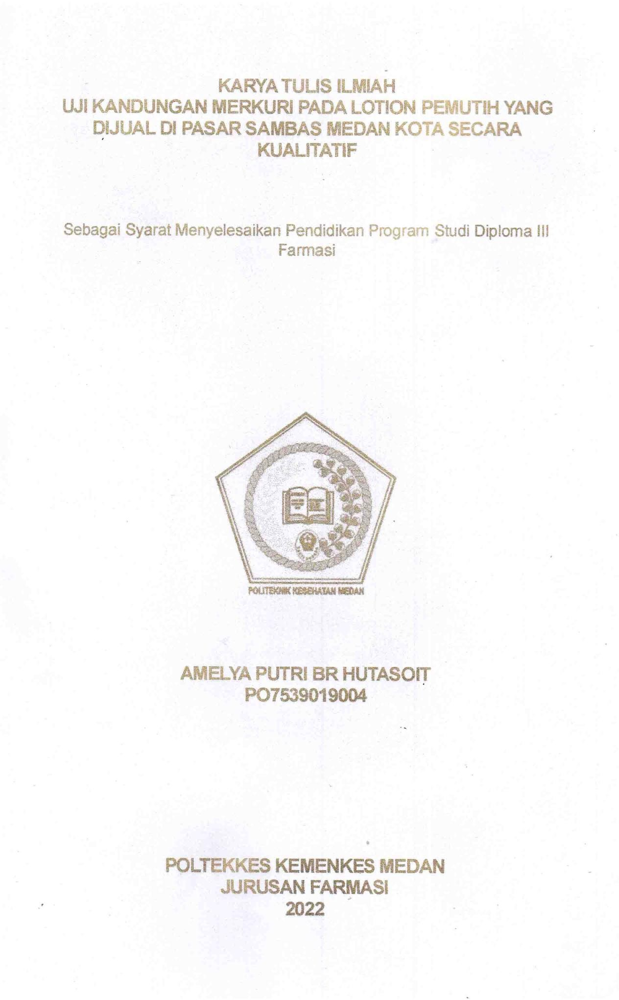 KARYA TULIS ILMIAH
UJI KANDUNGAN MERKURI PADA LOTION PEMUTIH YANG
DIJUAL DI PASAR SAMBAS MEDAN KOTA SECARA
KUALITATIF
Sebagai Syarat Menyelesaikan Pendidikan Program Studi Diploma III
Farmasi
POLITEKNIK KESEHATAN MEDAN
AMELYA PUTRI BR HUTASOIT
PO7539019004
POLTEKKES KEMENKES MEDAN
JURUSAN FARMASI
2022